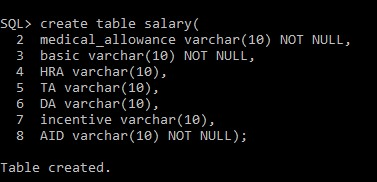 SQL> create table salary(
2 medical_allowance varchar(10) NOT NULL,
3 basic varchar(10) NOT NULL,
4 HRA varchar(10),
5 TA varchar(10),
6 DA varchar(10),
7 incentive varchar(10),
8 AID varchar(10) NOT NULL);
Table created.